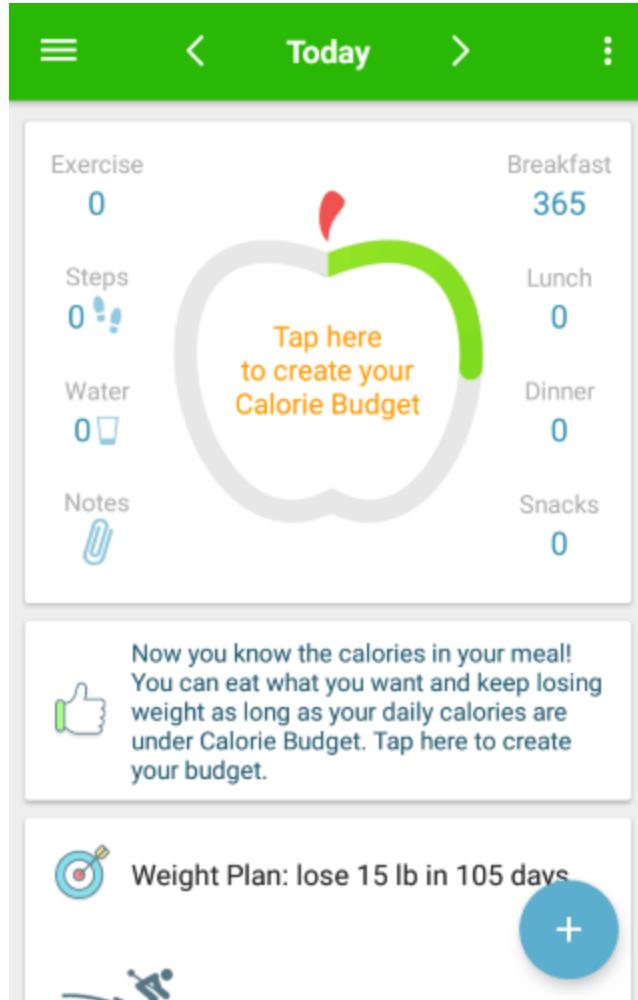 Today
Exercise
0
Breakfast
365
Steps
0
Lunch
0
Tap here
to create your
Calorie Budget
Water
0
Dinner
0
Notes
Snacks
0
Now you know the calories in your meal!
You can eat what you want and keep losing
weight as long as your daily calories are
under Calorie Budget. Tap here to create
your budget.
Weight Plan: lose 15 lb in 105 days
+